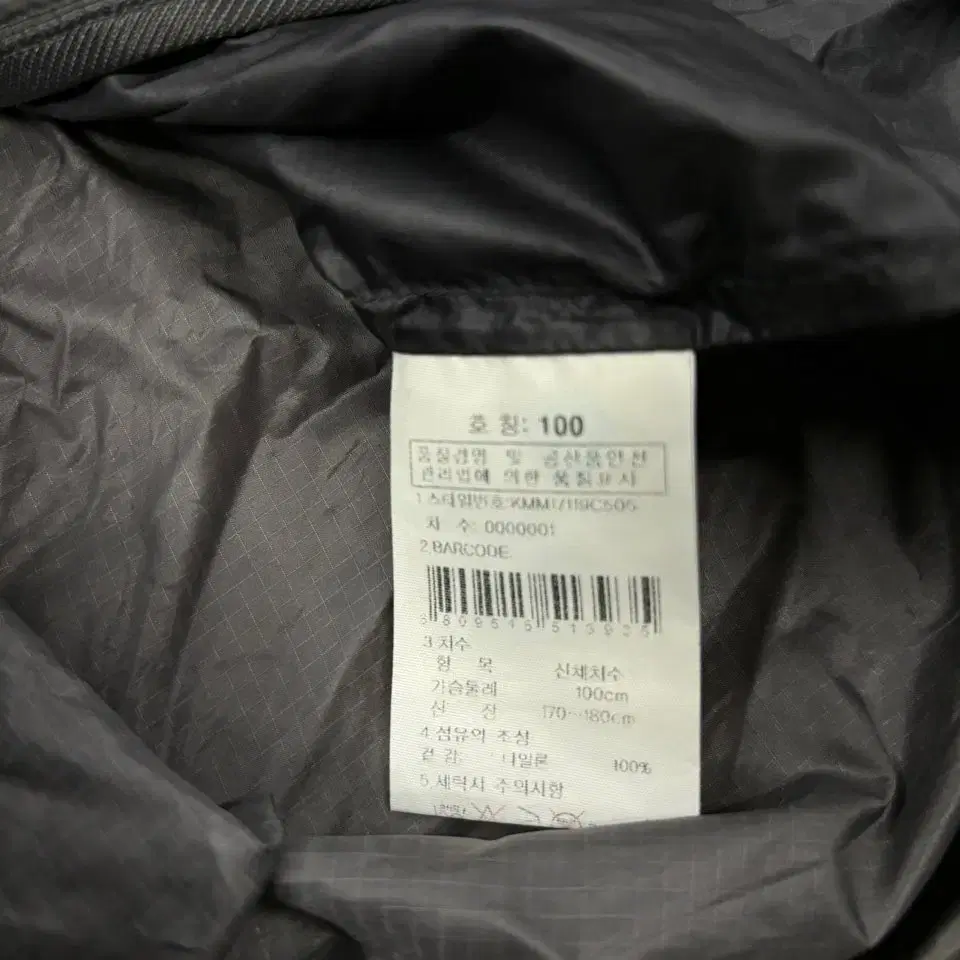 호 칭: 100
품질경영 및 공산품안전
관리법에 의한 품질표시
1.스타일번호:
차 수: 0000001
2.BARCODE:
3.치수
항 목 신체치수
가슴둘레 100cm
신 장 170~180cm
4.섬유의 조성
겉 감: 나일론 100%
5.세탁시 주의사항